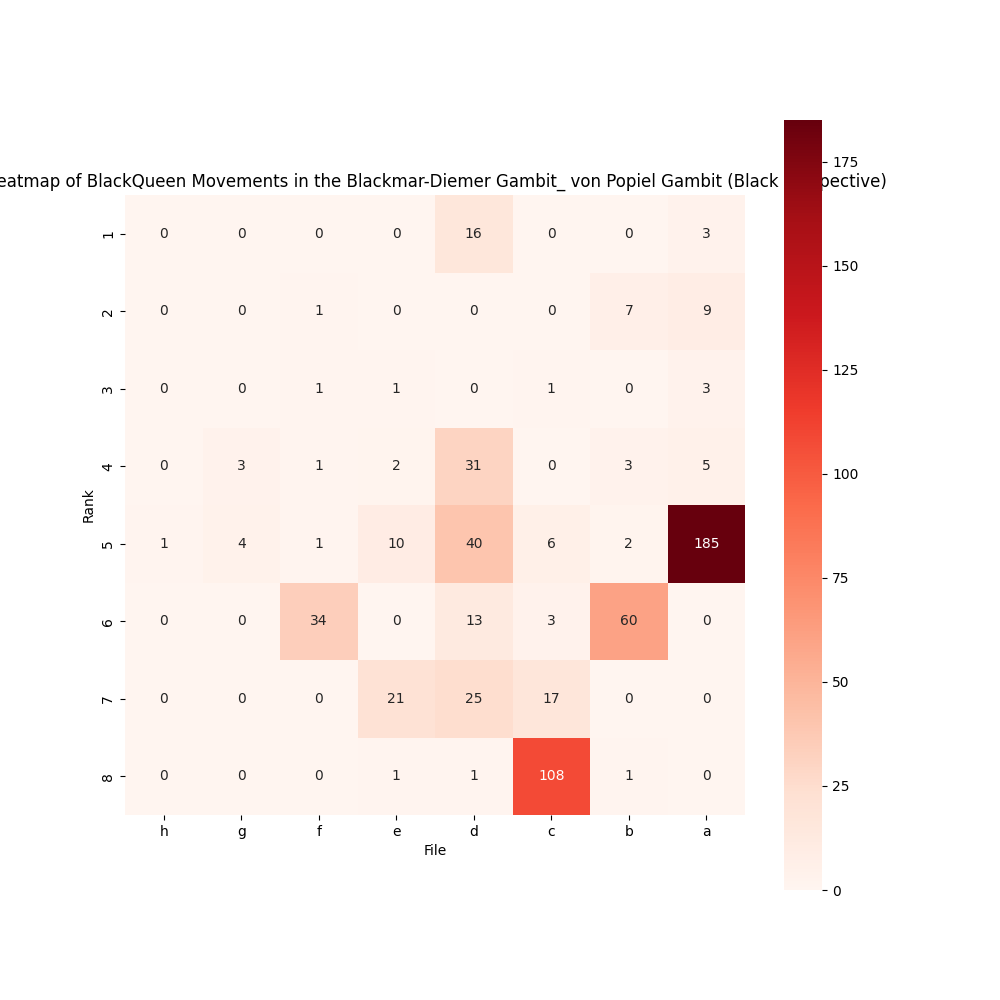 eatmap of BlackQueen Movements in the Blackmar-Diemer Gambit_ von Popiel Gambit (Black pective)
175
150
125
100
75
50
25
0
Rank
1 0 0 0 0 16 0 0 3
2 0 0 1 0 0 0 7 9
3 0 0 1 1 0 1 0 3
4 0 3 1 2 31 0 3 5
5 1 4 1 10 40 6 2 185
6 0 0 34 0 13 3 60 0
7 0 0 0 21 25 17 0 0
8 0 0 0 1 1 108 1 0
h g f e d c b a
File